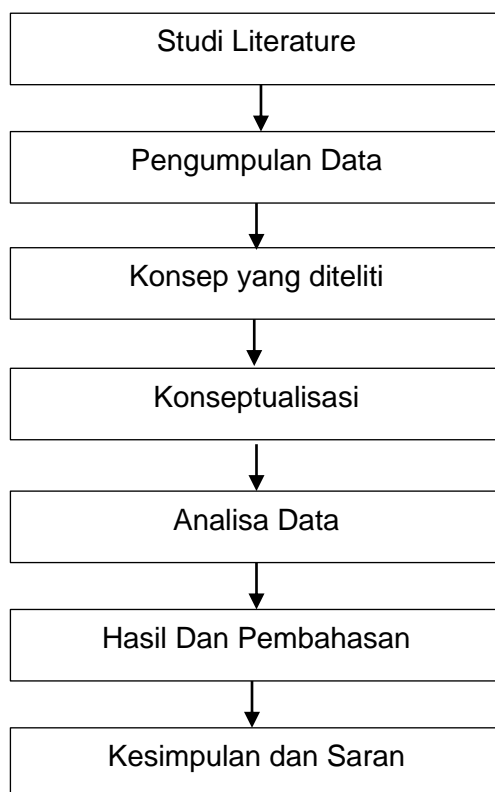 Studi Literature
Pengumpulan Data
Konsep yang diteliti
Konseptualisasi
Analisa Data
Hasil Dan Pembahasan
Kesimpulan dan Saran